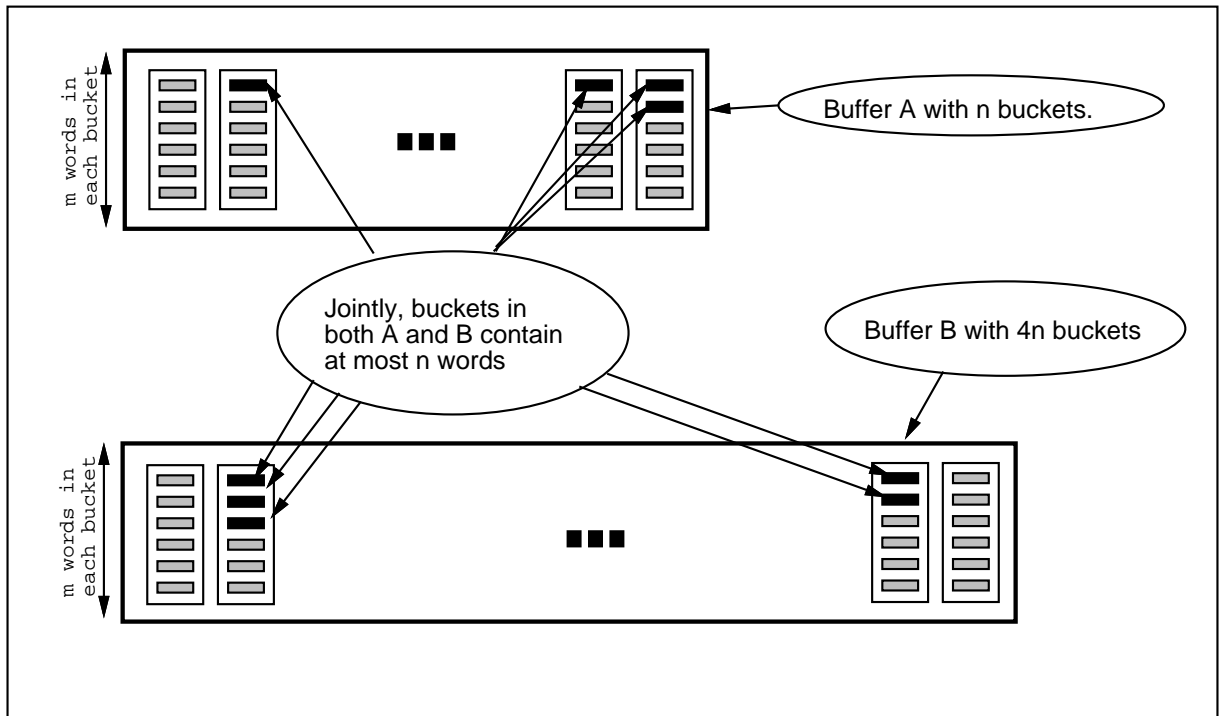 m words in
each bucket
Buffer A with n buckets.
Jointly, buckets in
both A and B contain
at most n words
Buffer B with 4n buckets
m words in
each bucket